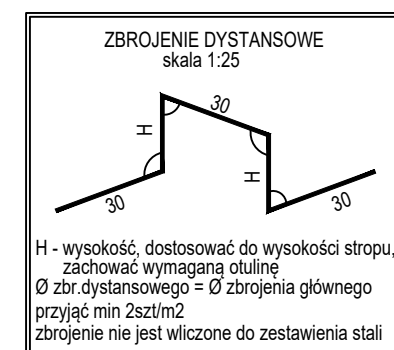 ZBROJENIE DYSTANSOWE
skala 1:25
30
H
H
30
30
H - wysokość, dostosować do wysokości stropu,
zachować wymaganą otulinę
Ø zbr.dystansowego = Ø zbrojenia głównego
przyjąć min 2szt/m2
zbrojenie nie jest wliczone do zestawienia stali